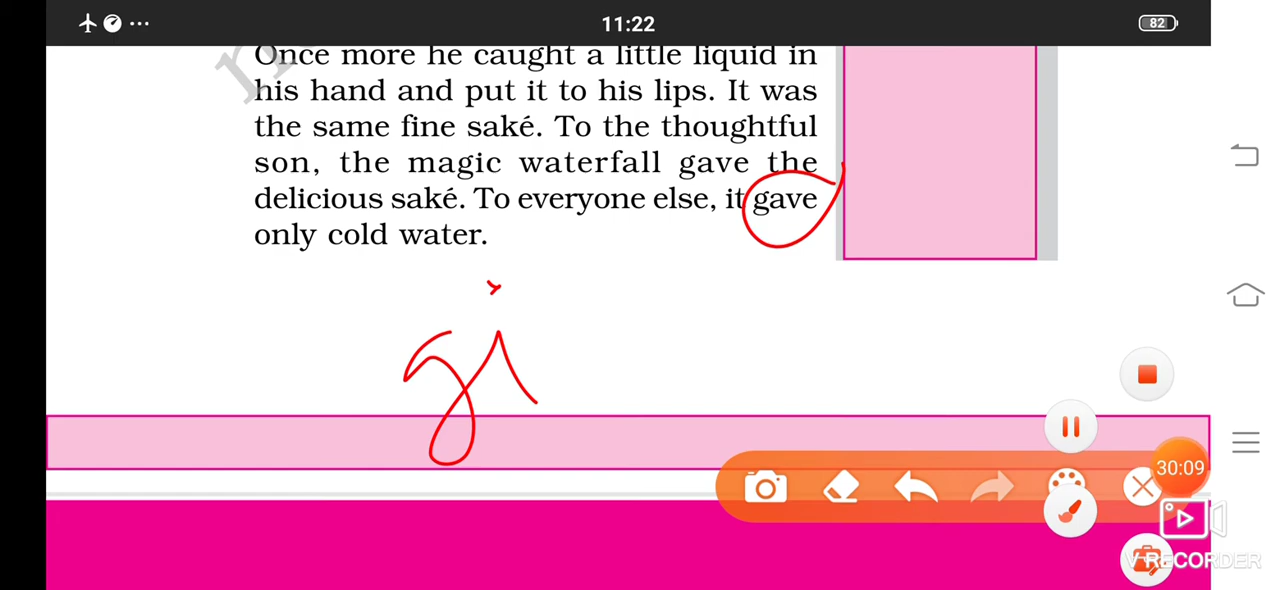 11:22
82
Once more he caught a little liquid in
his hand and put it to his lips. It was
the same fine saké. To the thoughtful
son, the magic waterfall gave the
delicious saké. To everyone else, it gave
only cold water.
gi
30:09
V RECORDER